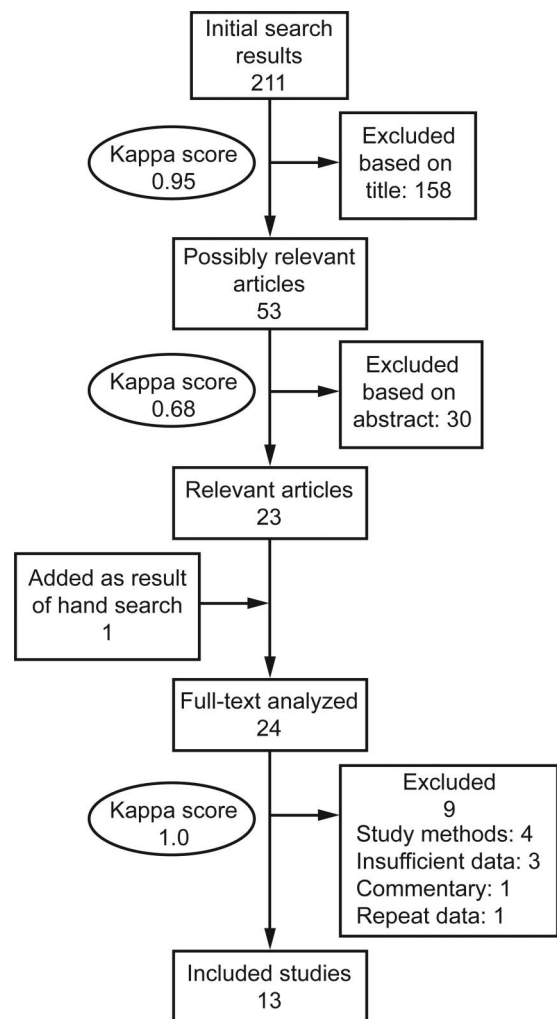 Initial search
results
211
Kappa score
0.95
Excluded
based on
title: 158
Possibly relevant
articles
53
Kappa score
0.68
Excluded
based on
abstract: 30
Relevant articles
23
Added as result
of hand search
1
Full-text analyzed
24
Kappa score
1.0
Excluded
9
Study methods: 4
Insufficient data: 3
Commentary: 1
Repeat data: 1
Included studies
13